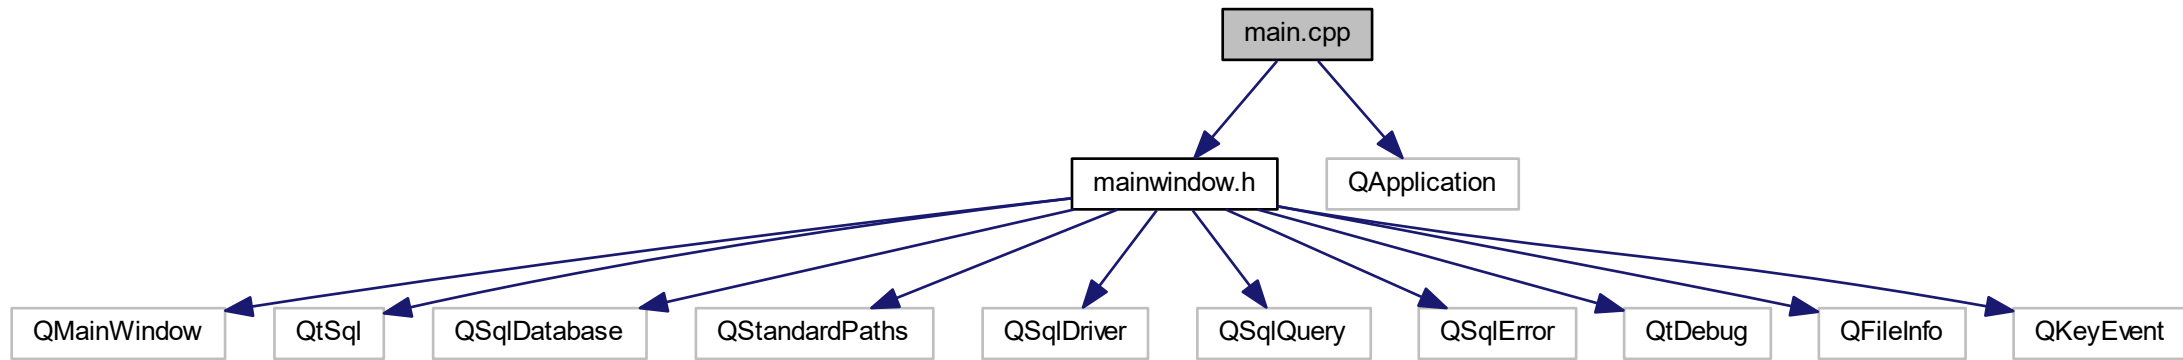 main.cpp
mainwindow.h
QApplication
QMainWindow
QtSql
QSqlDatabase
QStandardPaths
QSqlDriver
QSqlQuery
QSqlError
QtDebug
QFileInfo
QKeyEvent